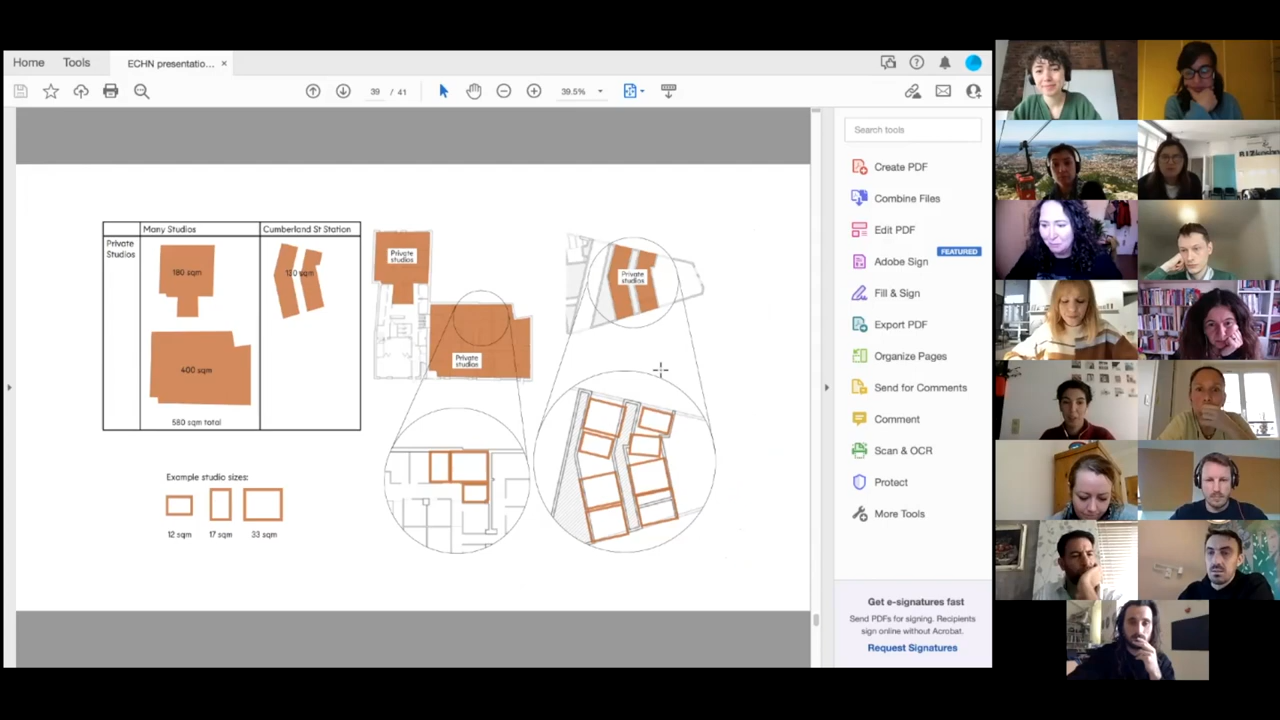 Home
Tools
ECHN presentatio... ×
39 / 41
39.5%
Search tools
Create PDF
Combine Files
Edit PDF
FEATURED
Adobe Sign
Fill & Sign
Export PDF
Organize Pages
Send for Comments
Comment
Scan & OCR
Protect
More Tools
Get e-signatures fast
Send PDFs for signing. Recipients
sign online without Acrobat.
Request Signatures
Many Studios
Cumberland St Station
Private
Studios
180 sqm
130 sqm
400 sqm
580 sqm total
Example studio sizes:
12 sqm
17 sqm
33 sqm
Private
studios
Private
studios
Private
studios